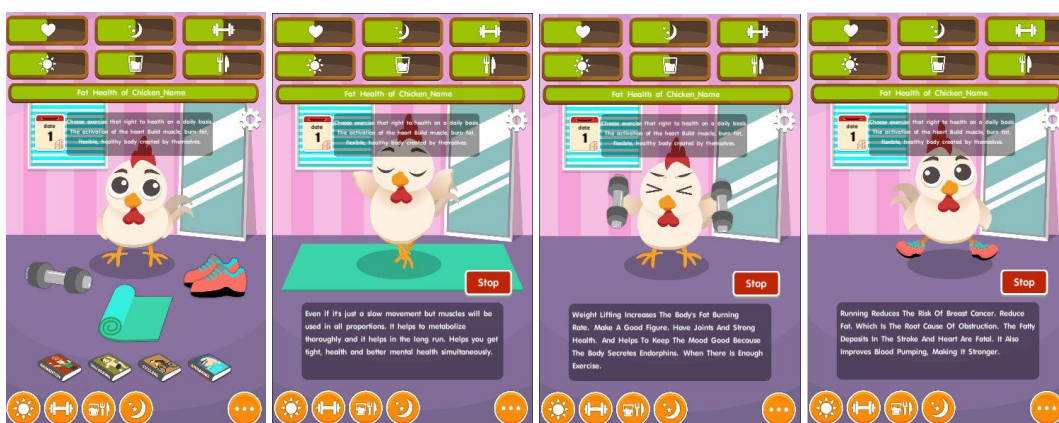 Fat Health of Chicken_Name
date
1
Choose exercise that right to health on a daily basis.
The activation of the heart Build muscle, burn fat,
flexible, healthy body created by themselves.
Fat Health of Chicken_Name
date
1
Choose exercise that right to health on a daily basis.
The activation of the heart Build muscle, burn fat,
flexible, healthy body created by themselves.
Stop
Even if it's just a slow movement but muscles will
be used in all proportions. It helps to metabolize
thoroughly and it helps in the long run. Helps you get
tight, health and better mental health simultaneously.
Fat Health of Chicken_Name
date
1
Choose exercise that right to health on a daily basis.
The activation of the heart Build muscle, burn fat,
flexible, healthy body created by themselves.
Stop
Weight Lifting Increases The Body's Fat Burning
Rate. Make A Good Figure. Have Joints And Strong
Health. And Helps To Keep The Mood Good Because
The Body Secretes Endorphins. When There Is Enough
Exercise.
Fat Health of Chicken_Name
date
1
Choose exercise that right to health on a daily basis.
The activation of the heart Build muscle, burn fat,
flexible, healthy body created by themselves.
Stop
Running Reduces The Risk Of Breast Cancer. Reduce
Fat. Which Is The Root Cause Of Obstruction. The Fatty
Deposits In The Stroke And Heart Are Fatal. It Also
Improves Blood Pumping, Making It Stronger.